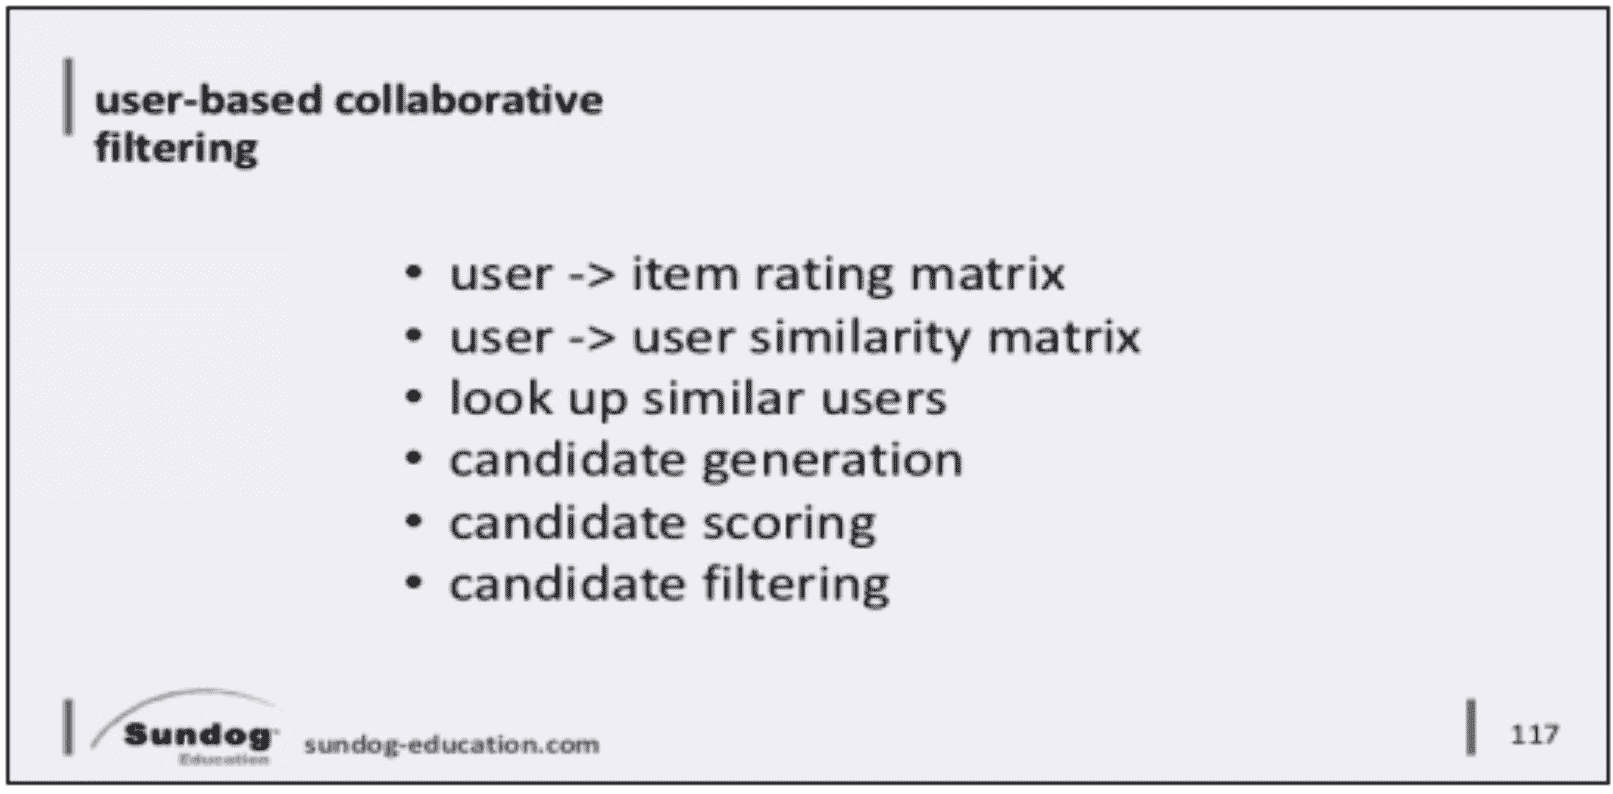 user-based collaborative
filtering
• user -> item rating matrix
• user -> user similarity matrix
• look up similar users
• candidate generation
• candidate scoring
• candidate filtering
Sundog
Education
sundog-education.com
117